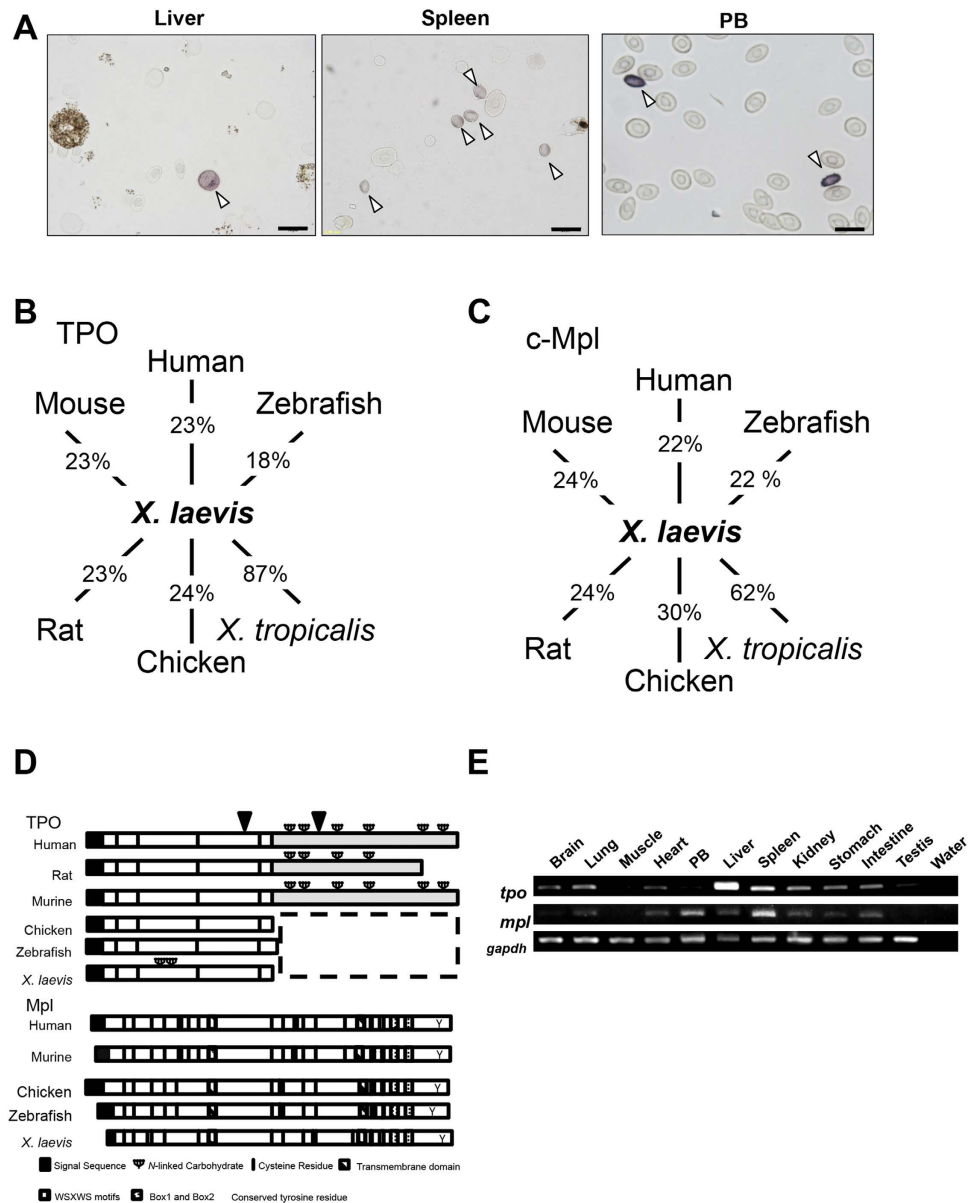 A
Liver
Spleen
PB
B
TPO
Human
Mouse
Zebrafish
23%
23%
18%
X. laevis
23%
24%
87%
Rat
Chicken
X. tropicalis
C
c-Mpl
Human
Mouse
Zebrafish
24%
22%
22 %
X. laevis
24%
30%
62%
Rat
Chicken
X. tropicalis
D
TPO
Human
Rat
Murine
Chicken
Zebrafish
X. laevis
Mpl
Human
Y
Murine
Y
Chicken
Y
Zebrafish
Y
X. laevis
Y
Signal Sequence
N-linked Carbohydrate
Cysteine Residue
Transmembrane domain
WSXWS motifs
Box1 and Box2
Conserved tyrosine residue
E
Brain
Lung
Muscle
Heart
PB
Liver
Spleen
Kidney
Stomach
Intestine
Testis
Water
tpo
mpl
gapdh